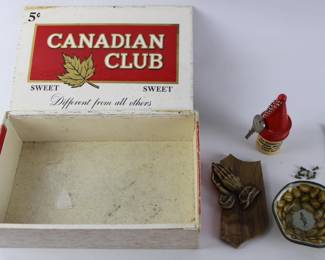 5¢
CANADIAN
CLUB
SWEET SWEET
Different from all others